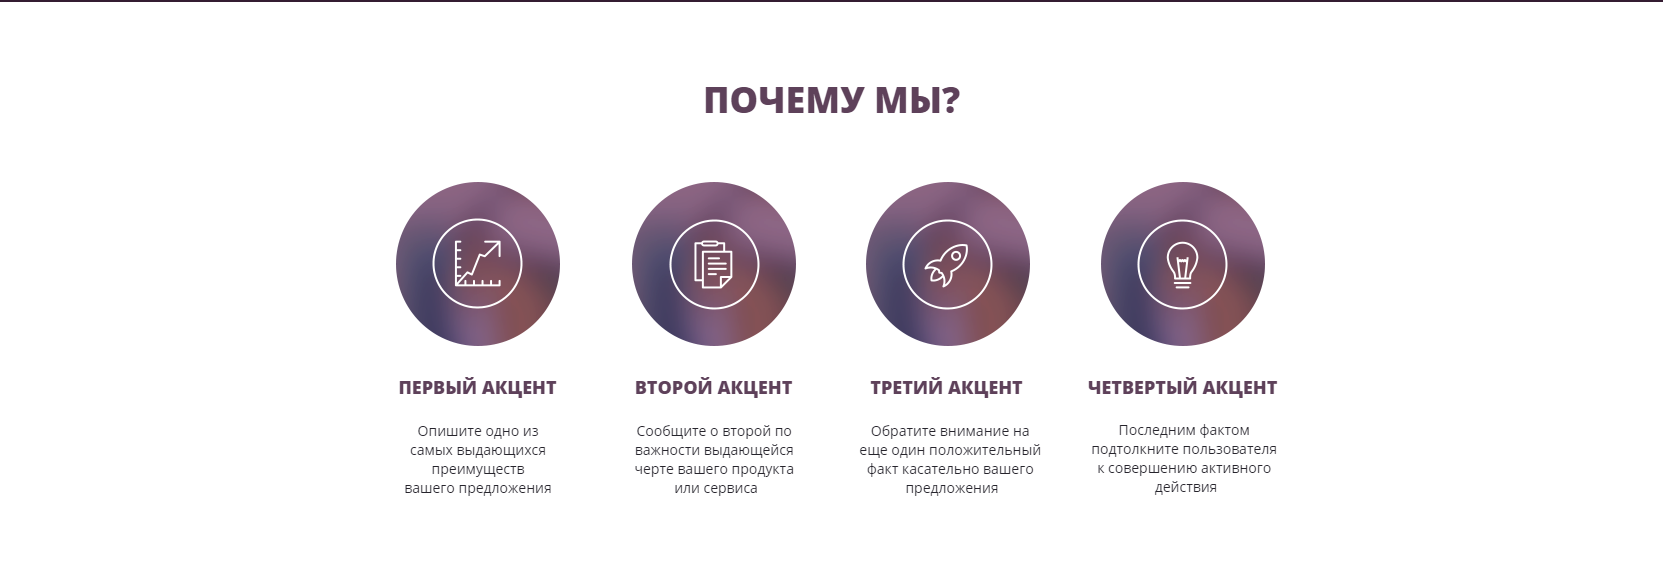 ПОЧЕМУ МЫ?
ПЕРВЫЙ АКЦЕНТ
Опишите одно из
самых выдающихся
преимуществ
вашего предложения
ВТОРОЙ АКЦЕНТ
Сообщите о второй по
важности выдающейся
черте вашего продукта
или сервиса
ТРЕТИЙ АКЦЕНТ
Обратите внимание на
еще один положительный
факт касательно вашего
предложения
ЧЕТВЕРТЫЙ АКЦЕНТ
Последним фактом
подтолкните пользователя
к совершению активного
действия